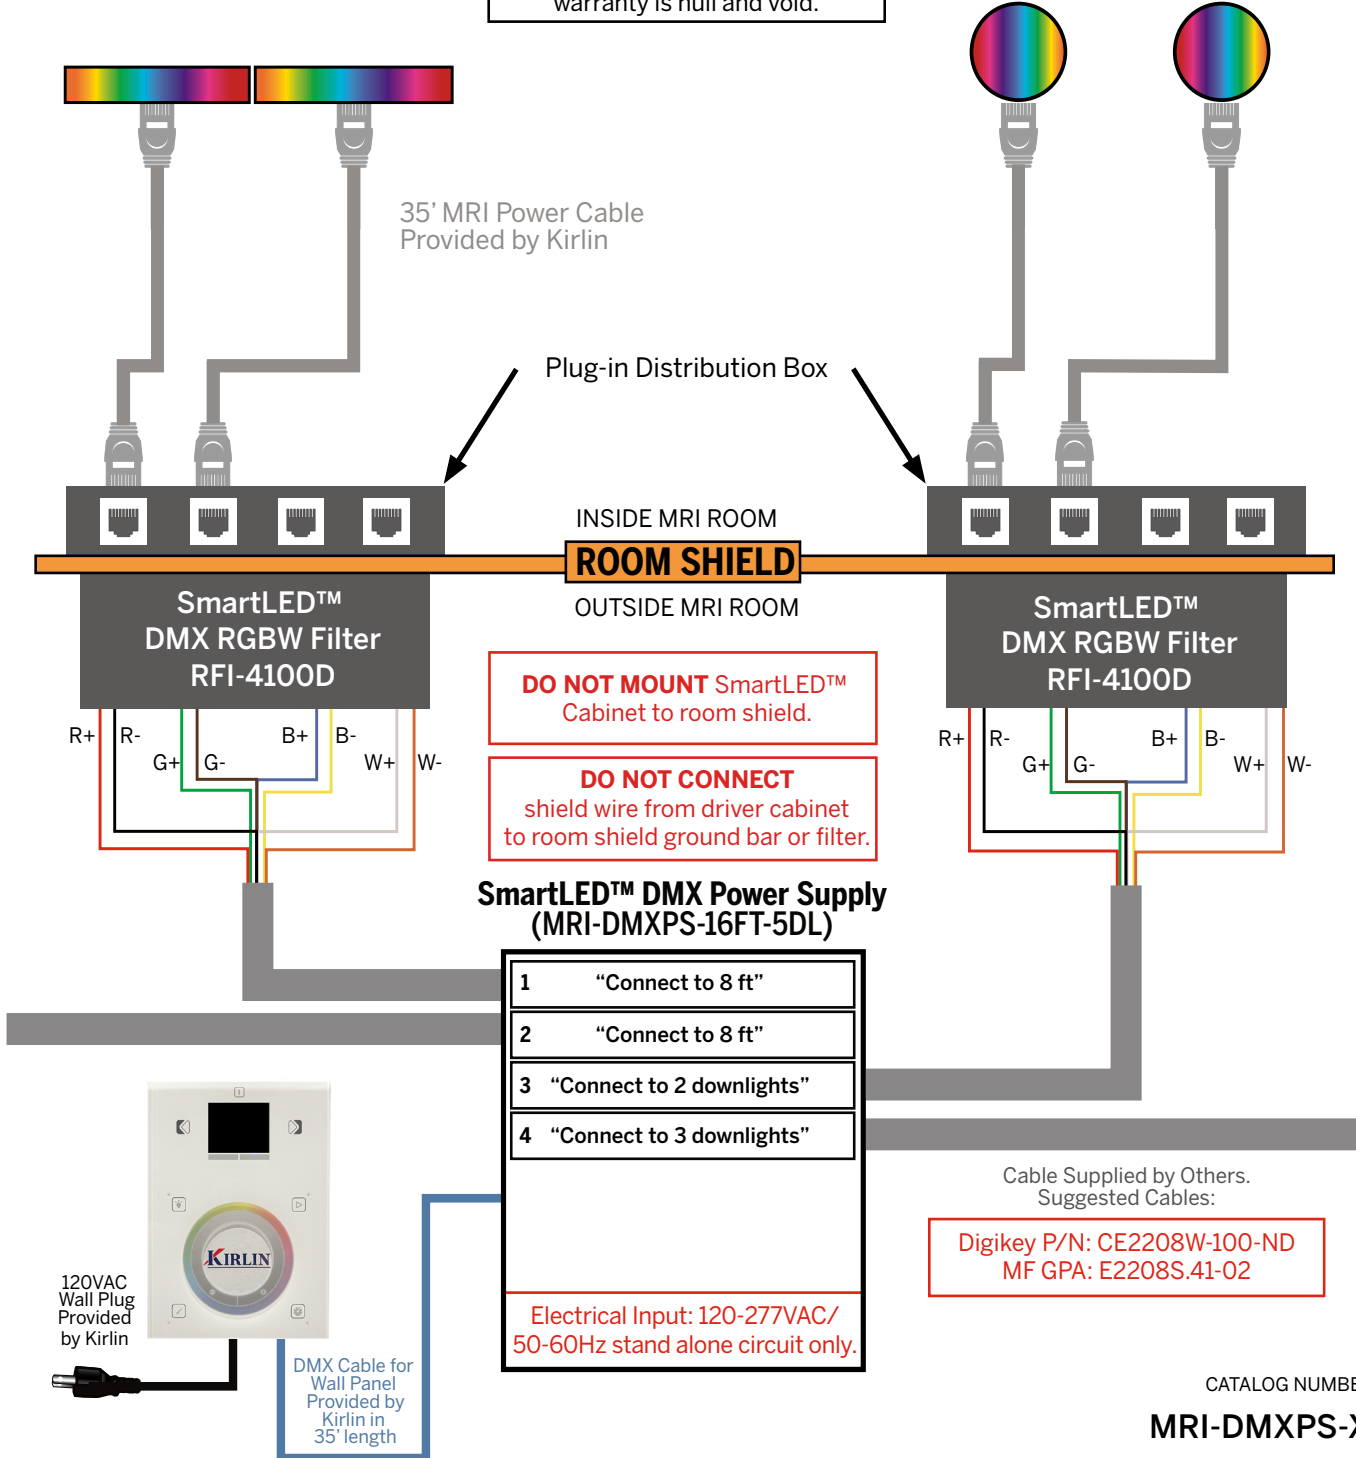 warranty is null and void.
35’ MRI Power Cable
Provided by Kirlin
Plug-in Distribution Box
INSIDE MRI ROOM
ROOM SHIELD
OUTSIDE MRI ROOM
SmartLED™
DMX RGBW Filter
RFI-4100D
SmartLED™
DMX RGBW Filter
RFI-4100D
DO NOT MOUNT SmartLED™
Cabinet to room shield.
R+ R- B+ B-
G+ G- W+ W-
R+ R- B+ B-
G+ G- W+ W-
DO NOT CONNECT
shield wire from driver cabinet
to room shield ground bar or filter.
SmartLED™ DMX Power Supply
(MRI-DMXPS-16FT-5DL)
1 “Connect to 8 ft”
2 “Connect to 8 ft”
3 “Connect to 2 downlights”
4 “Connect to 3 downlights”
Electrical Input: 120-277VAC/
50-60Hz stand alone circuit only.
Cable Supplied by Others.
Suggested Cables:
Digikey P/N: CE2208W-100-ND
MF GPA: E2208S.41-02
KIRLIN
120VAC
Wall Plug
Provided
by Kirlin
DMX Cable for
Wall Panel
Provided by
Kirlin in
35’ length
CATALOG NUMBE
MRI-DMXPS-X